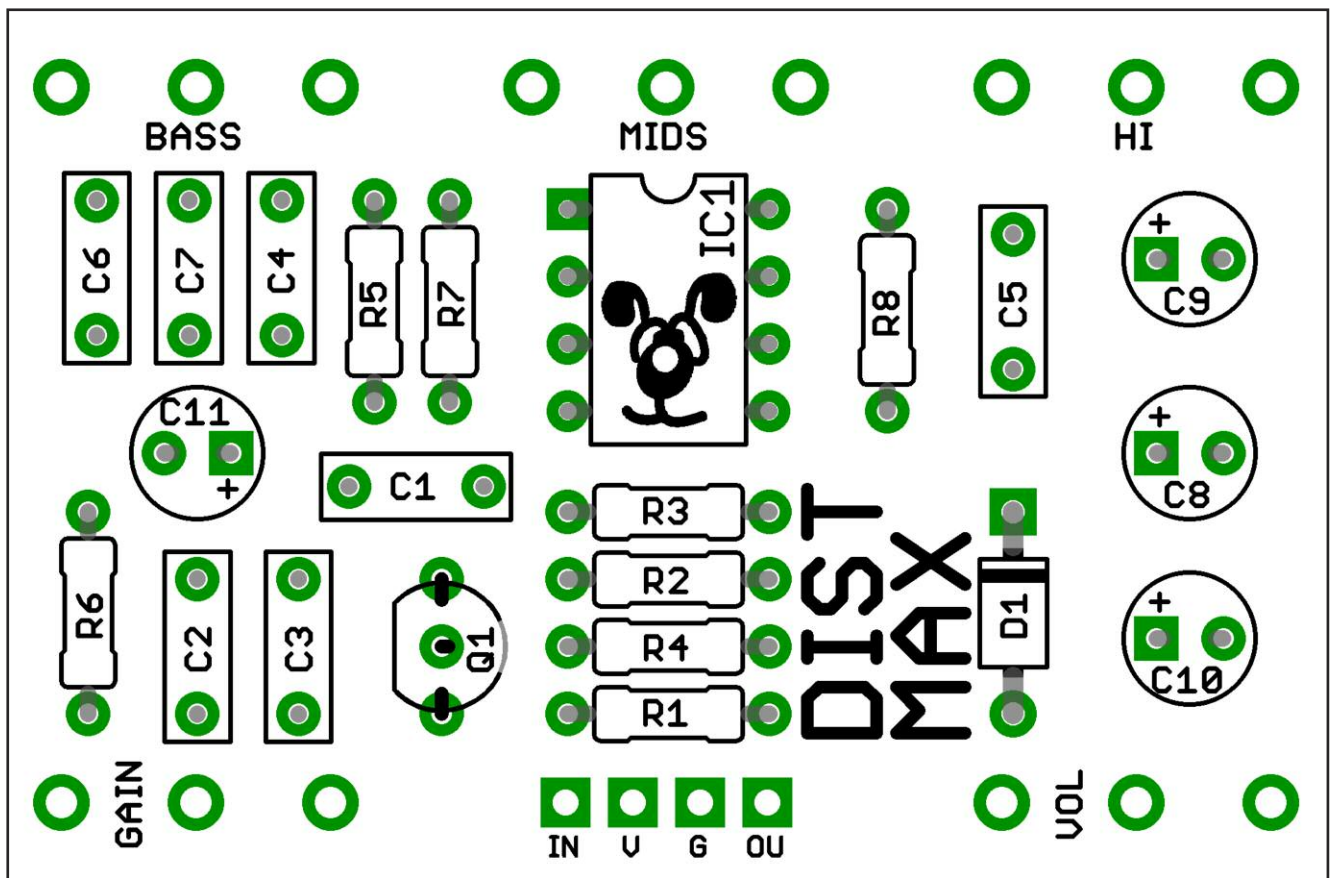 BASS
MIDS
HI
IC1
C6
C7
C4
R5
R7
R8
C5
+
C9
C11
+
C1
+
C8
R3
R2
R4
R1
R6
C2
C3
Q1
DIST
MAX
D1
+
C10
GAIN
VOL
IN V G OU